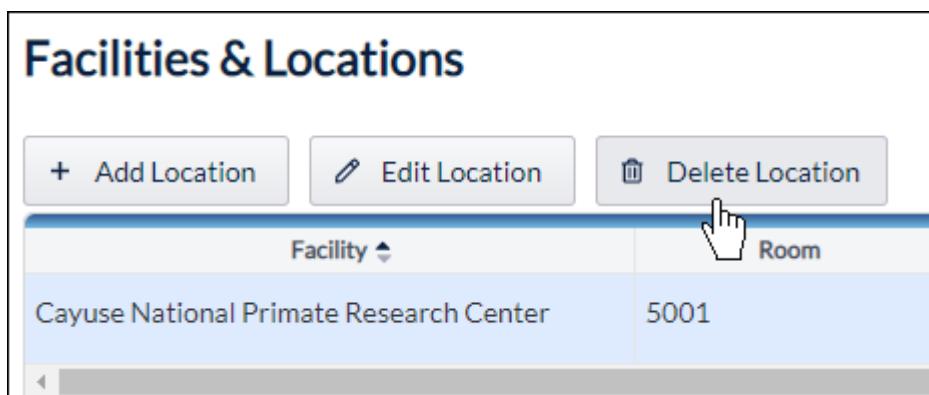 Facilities & Locations
+ Add Location Edit Location Delete Location
Facility Room
Cayuse National Primate Research Center 5001